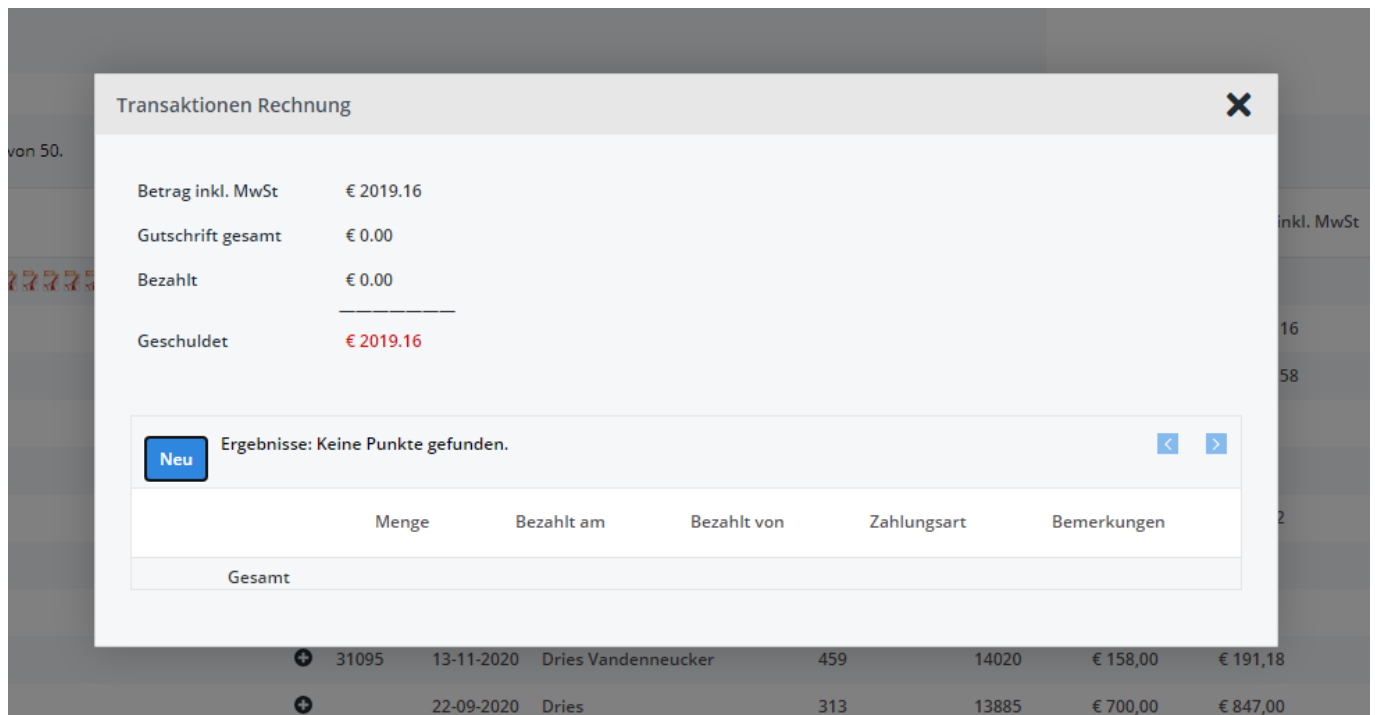 Transaktionen Rechnung
von 50.
Betrag inkl. MwSt € 2019.16
inkl. MwSt
Gutschrift gesamt € 0.00
Bezahlt € 0.00
———————
16
Geschuldet € 2019.16
58
Neu
Ergebnisse: Keine Punkte gefunden.
Menge Bezahlt am Bezahlt von Zahlungsart Bemerkungen
Gesamt
31095 13-11-2020 Dries Vandenneucker 459 14020 € 158,00 € 191,18
22-09-2020 Dries 313 13885 € 700,00 € 847,00